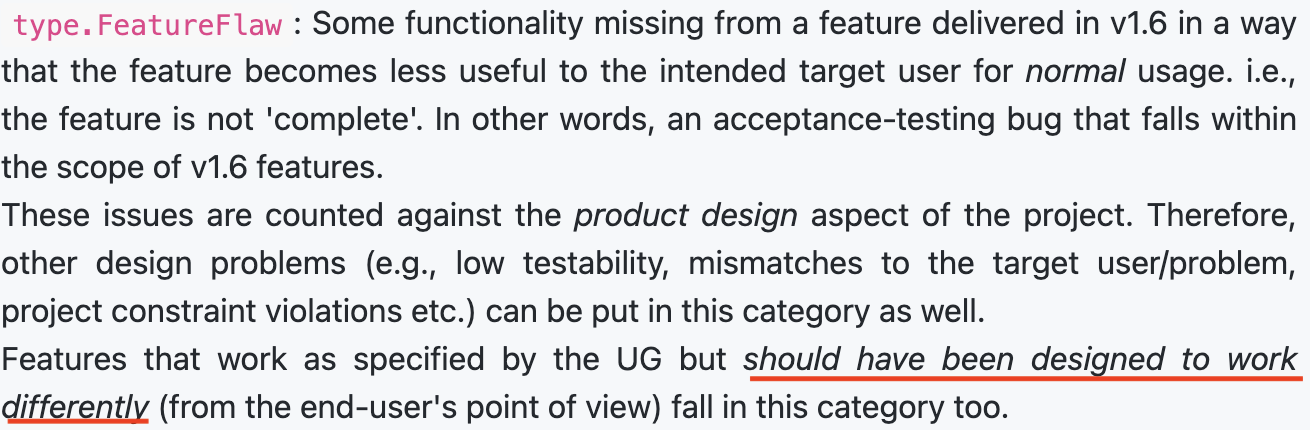 type.FeatureFlaw : Some functionality missing from a feature delivered in v1.6 in a way
that the feature becomes less useful to the intended target user for normal usage. i.e.,
the feature is not 'complete'. In other words, an acceptance-testing bug that falls within
the scope of v1.6 features.
These issues are counted against the product design aspect of the project. Therefore,
other design problems (e.g., low testability, mismatches to the target user/problem,
project constraint violations etc.) can be put in this category as well.
Features that work as specified by the UG but should have been designed to work
differently (from the end-user's point of view) fall in this category too.